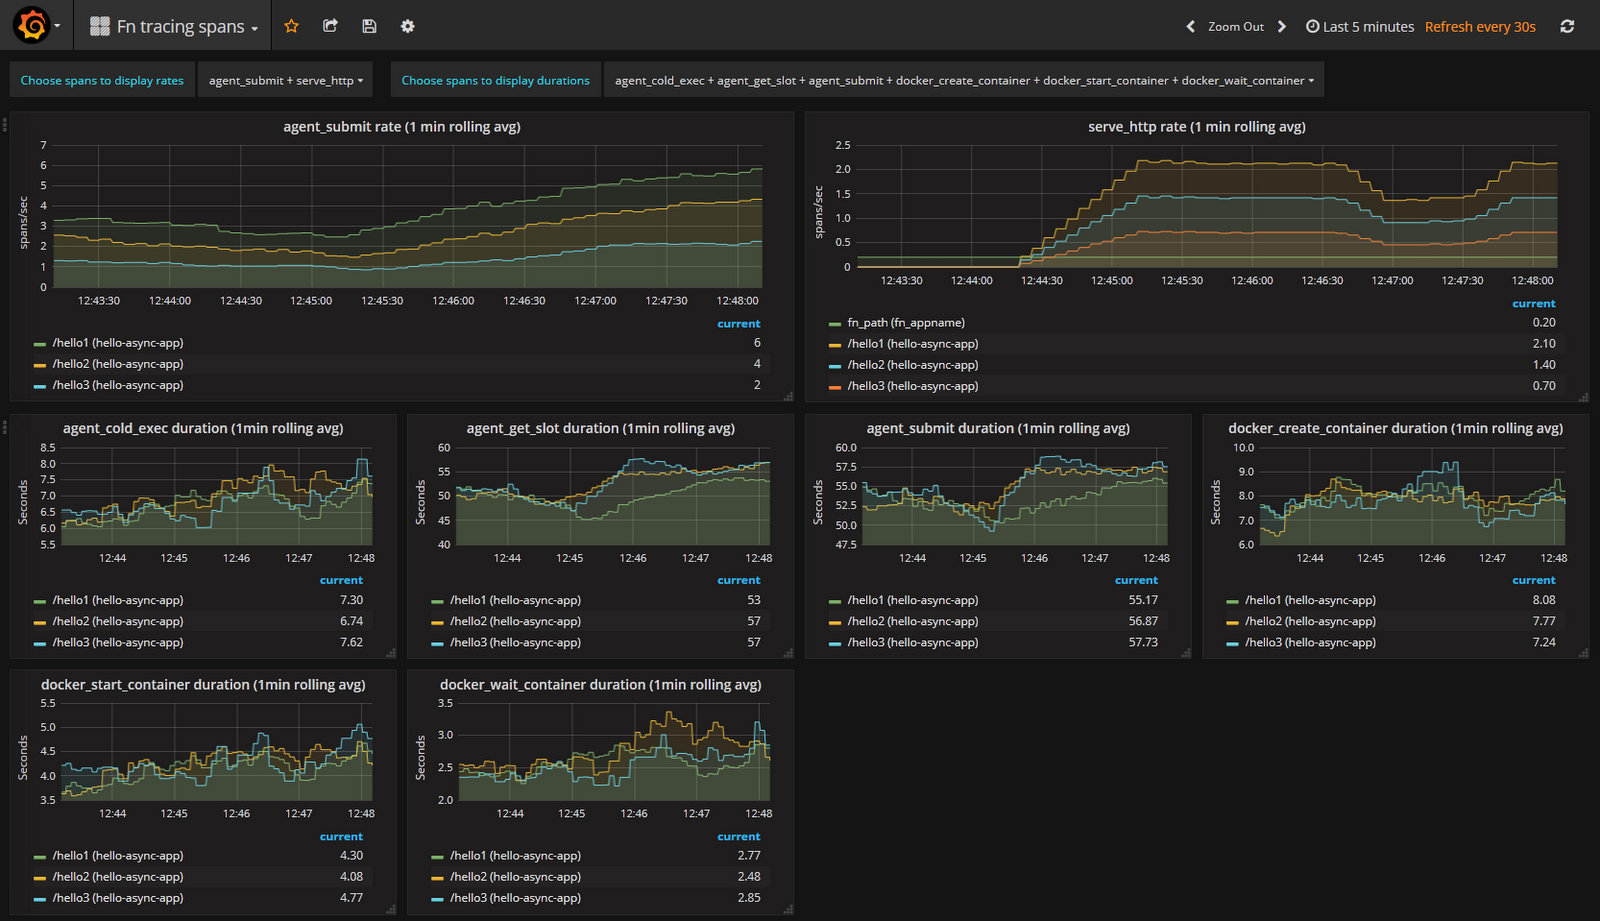 Fn tracing spans
Zoom Out
Last 5 minutes
Refresh every 30s
Choose spans to display rates
agent_submit + serve_http
Choose spans to display durations
agent_cold_exec + agent_get_slot + agent_submit + docker_create_container + docker_start_container + docker_wait_container
agent_submit rate (1 min rolling avg)
spans/sec
7
6
5
4
3
2
1
0
12:43:30 12:44:00 12:44:30 12:45:00 12:45:30 12:46:00 12:46:30 12:47:00 12:47:30 12:48:00
current
/hello1 (hello-async-app) 6
/hello2 (hello-async-app) 4
/hello3 (hello-async-app) 2
serve_http rate (1 min rolling avg)
spans/sec
2.5
2.0
1.5
1.0
0.5
0
12:43:30 12:44:00 12:44:30 12:45:00 12:45:30 12:46:00 12:46:30 12:47:00 12:47:30 12:48:00
current
fn_path (fn_appname) 0.20
/hello1 (hello-async-app) 2.10
/hello2 (hello-async-app) 1.40
/hello3 (hello-async-app) 0.70
agent_cold_exec duration (1min rolling avg)
Seconds
8.5
8.0
7.5
7.0
6.5
6.0
5.5
12:44 12:45 12:46 12:47 12:48
current
/hello1 (hello-async-app) 7.30
/hello2 (hello-async-app) 6.74
/hello3 (hello-async-app) 7.62
agent_get_slot duration (1min rolling avg)
Seconds
60
55
50
45
40
12:44 12:45 12:46 12:47 12:48
current
/hello1 (hello-async-app) 53
/hello2 (hello-async-app) 57
/hello3 (hello-async-app) 57
agent_submit duration (1min rolling avg)
Seconds
60.0
57.5
55.0
52.5
50.0
47.5
12:44 12:45 12:46 12:47 12:48
current
/hello1 (hello-async-app) 55.17
/hello2 (hello-async-app) 56.87
/hello3 (hello-async-app) 57.73
docker_create_container duration (1min rolling avg)
Seconds
10.0
9.0
8.0
7.0
6.0
12:44 12:45 12:46 12:47 12:48
current
/hello1 (hello-async-app) 8.08
/hello2 (hello-async-app) 7.77
/hello3 (hello-async-app) 7.24
docker_start_container duration (1min rolling avg)
Seconds
5.5
5.0
4.5
4.0
3.5
12:44 12:45 12:46 12:47 12:48
current
/hello1 (hello-async-app) 4.30
/hello2 (hello-async-app) 4.08
/hello3 (hello-async-app) 4.77
docker_wait_container duration (1min rolling avg)
Seconds
3.5
3.0
2.5
2.0
12:44 12:45 12:46 12:47 12:48
current
/hello1 (hello-async-app) 2.77
/hello2 (hello-async-app) 2.48
/hello3 (hello-async-app) 2.85